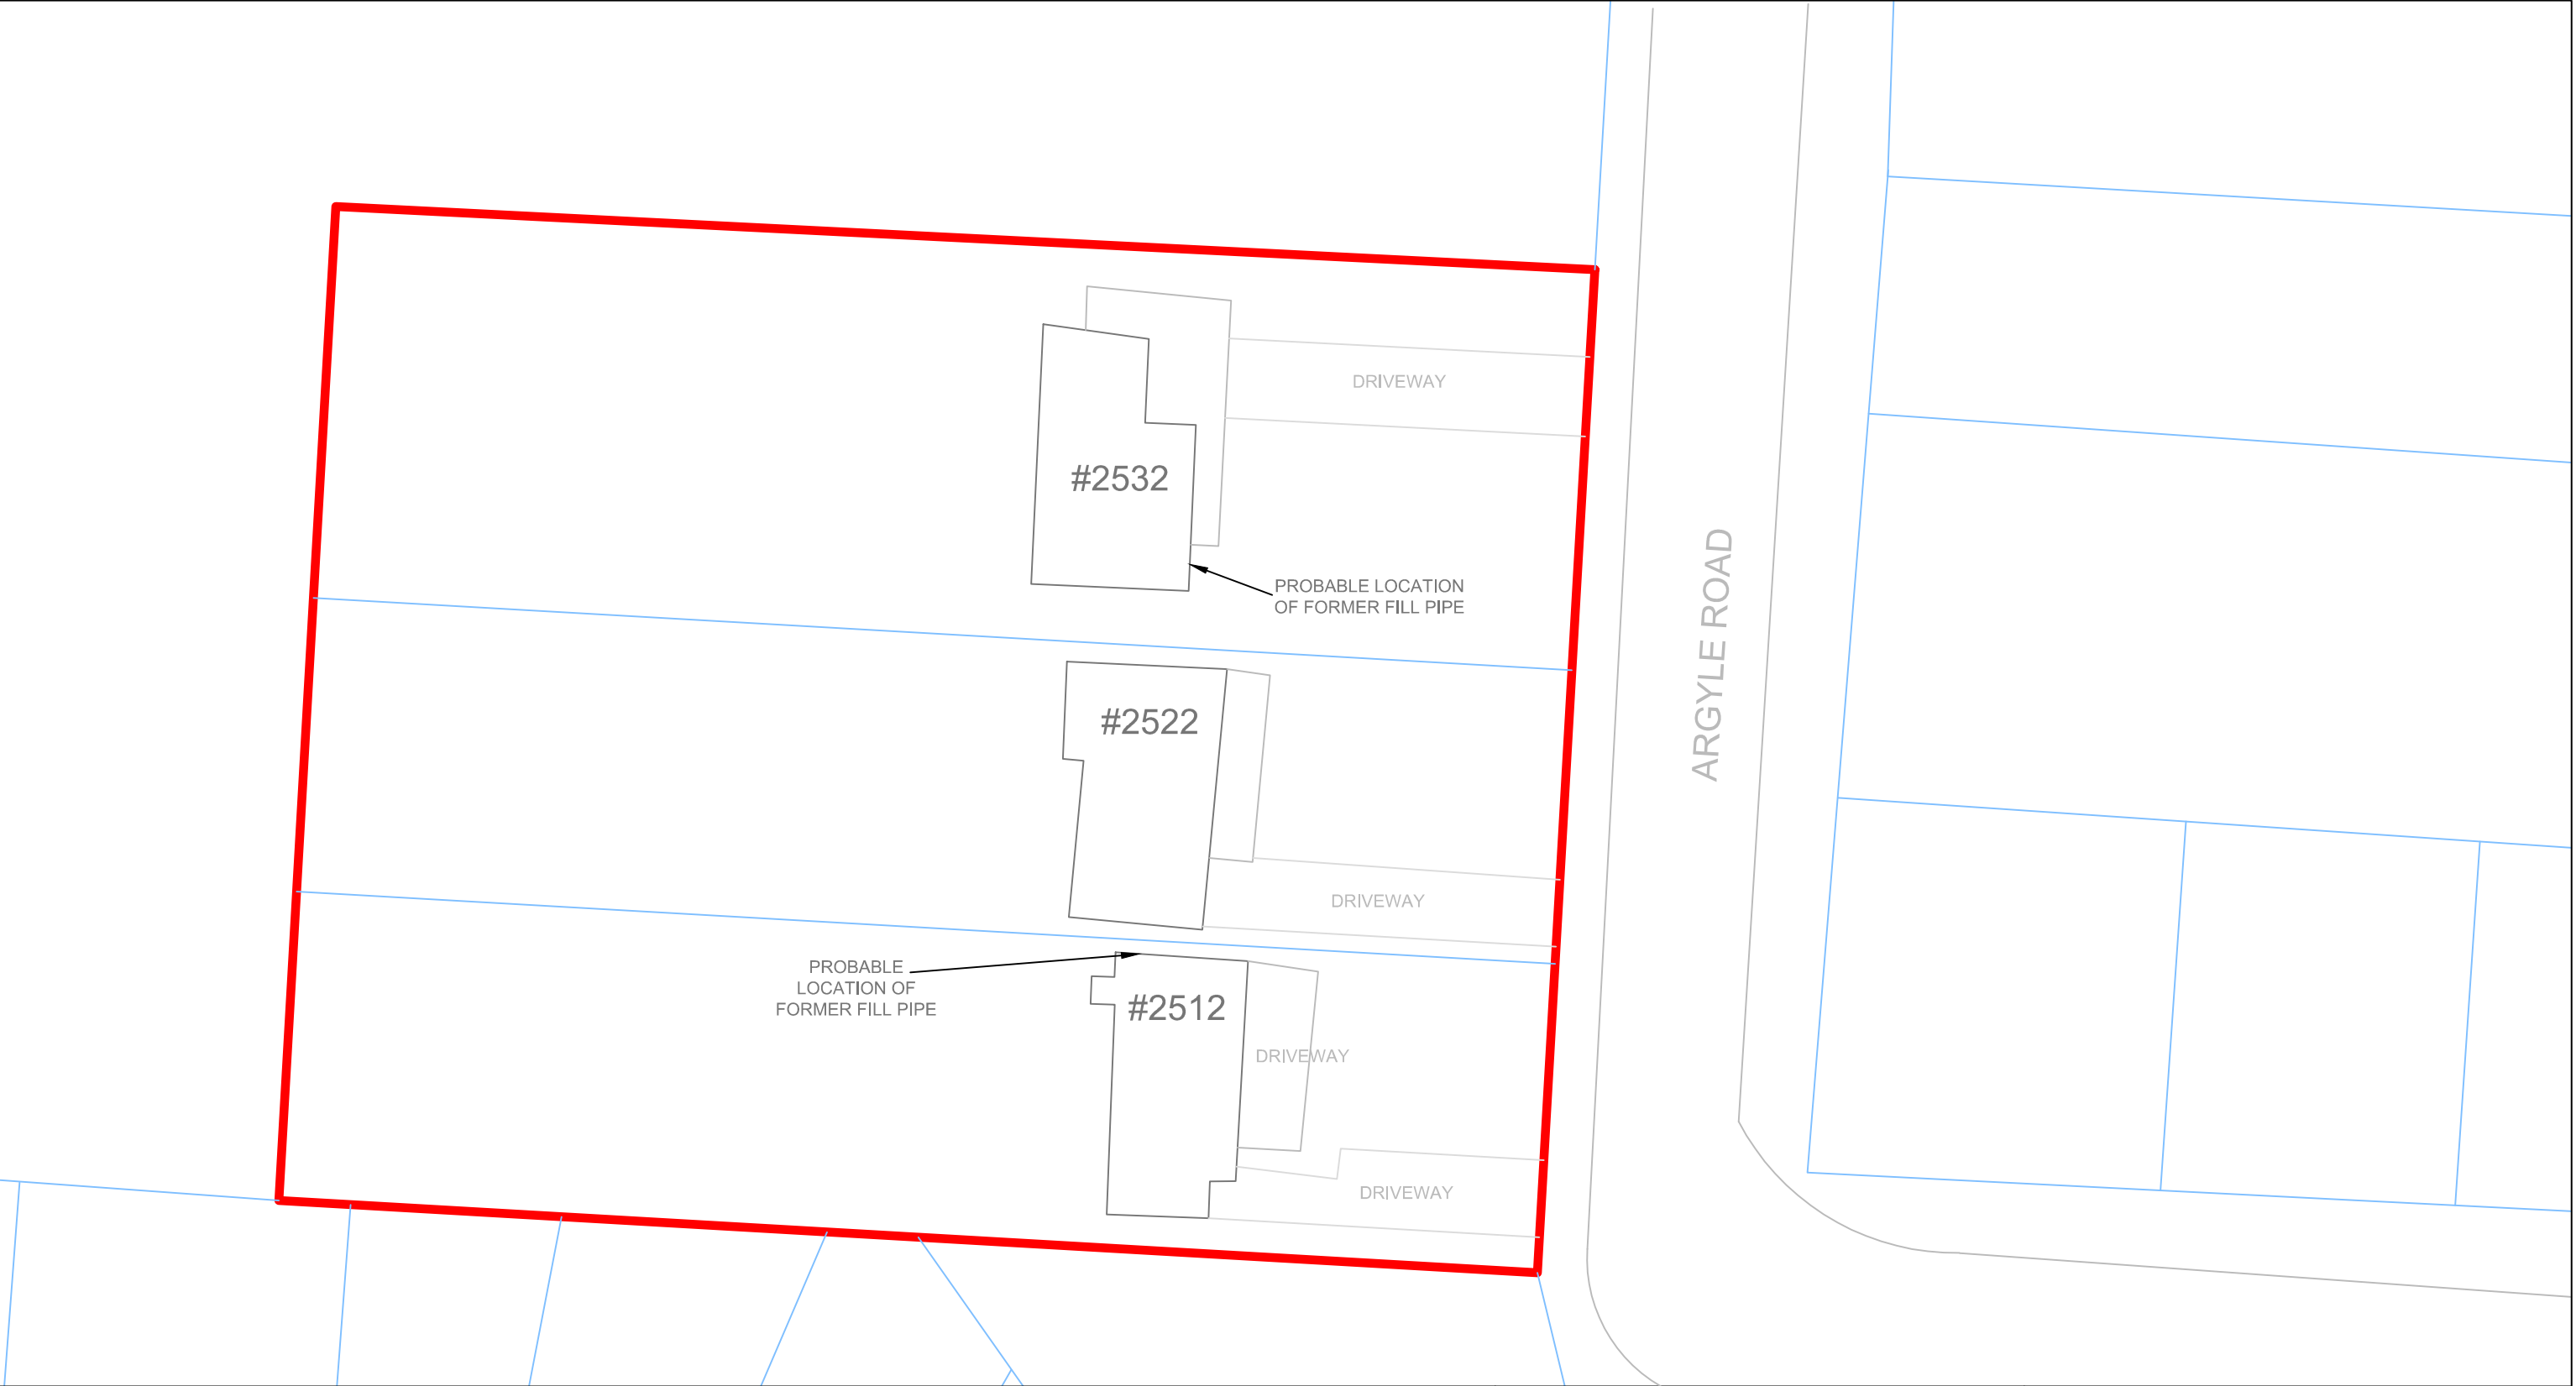 DRIVEWAY
#2532
PROBABLE LOCATION
OF FORMER FILL PIPE
ARGYLE ROAD
#2522
DRIVEWAY
PROBABLE
LOCATION OF
FORMER FILL PIPE
#2512
DRIVEWAY
DRIVEWAY